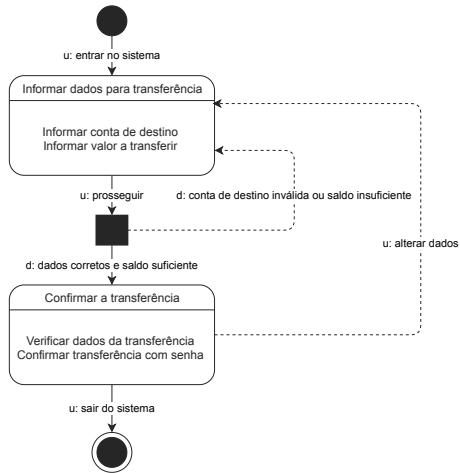 u: entrar no sistema
Informar dados para transferência
Informar conta de destino
Informar valor a transferir
u: prosseguir
d: conta de destino inválida ou saldo insuficiente
u: alterar dados
d: dados corretos e saldo suficiente
Confirmar a transferência
Verificar dados da transferência
Confirmar transferência com senha
u: sair do sistema